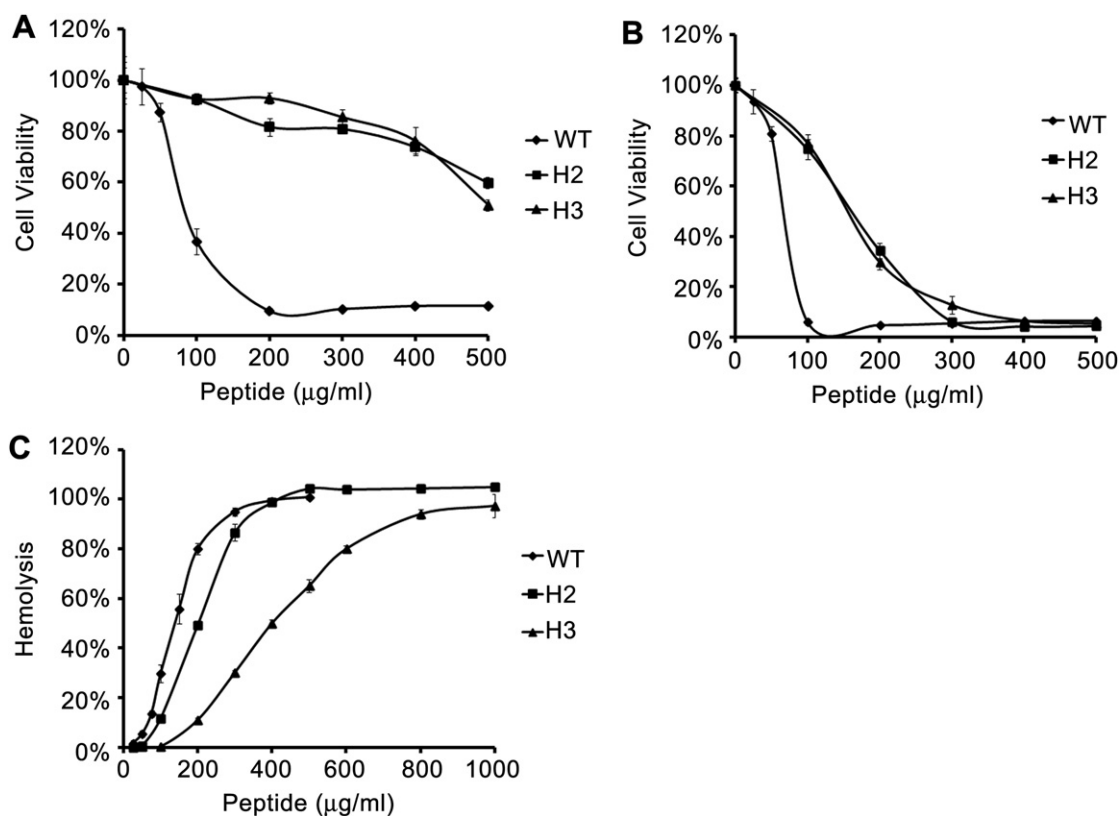 A
120%
100%
80%
60%
40%
20%
0%
Cell Viability
0 100 200 300 400 500
Peptide (μg/ml)
WT
H2
H3
B
120%
100%
80%
60%
40%
20%
0%
Cell Viability
0 100 200 300 400 500
Peptide (μg/ml)
WT
H2
H3
C
120%
100%
80%
60%
40%
20%
0%
Hemolysis
0 200 400 600 800 1000
Peptide (μg/ml)
WT
H2
H3